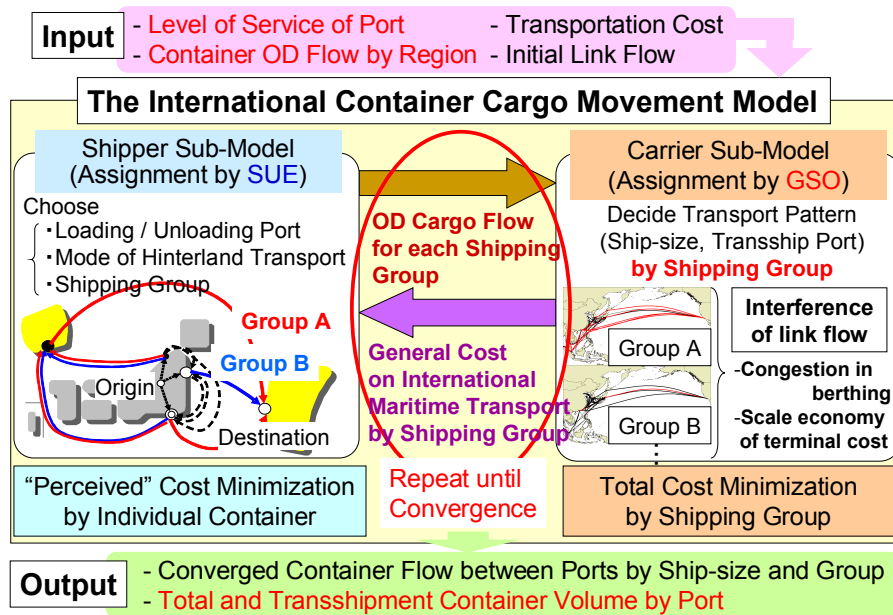 Input
- Level of Service of Port
- Transportation Cost
- Container OD Flow by Region
- Initial Link Flow
The International Container Cargo Movement Model
Shipper Sub-Model
(Assignment by SUE)
Choose
・Loading / Unloading Port
・Mode of Hinterland Transport
・Shipping Group
Group A
Group B
Origin
Destination
“Perceived” Cost Minimization
by Individual Container
OD Cargo Flow
for each Shipping
Group
General Cost
on International
Maritime Transport
by Shipping Group
Repeat until
Convergence
Carrier Sub-Model
(Assignment by GSO)
Decide Transport Pattern
(Ship-size, Transship Port)
by Shipping Group
Group A
Group B
Interference
of link flow
-Congestion in
berthing
-Scale economy
of terminal cost
Total Cost Minimization
by Shipping Group
Output
- Converged Container Flow between Ports by Ship-size and Group
- Total and Transshipment Container Volume by Port